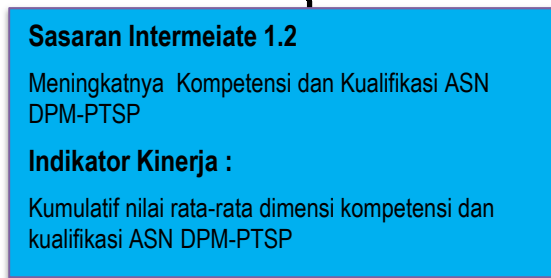 Sasaran Intermeiate 1.2
Meningkatnya Kompetensi dan Kualifikasi ASN
DPM-PTSP
Indikator Kinerja :
Kumulatif nilai rata-rata dimensi kompetensi dan
kualifikasi ASN DPM-PTSP